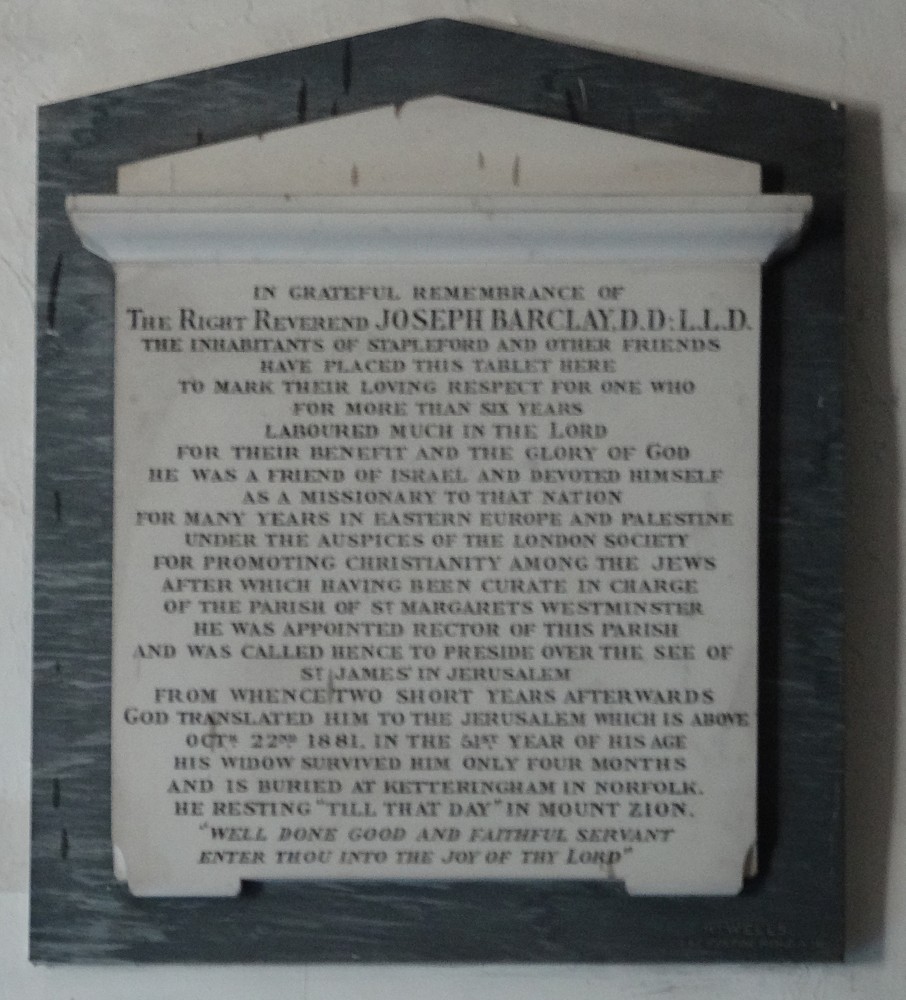 IN GRATEFUL REMEMBRANCE OF
THE RIGHT REVEREND JOSEPH BARCLAY, D.D: L.L.D.
THE INHABITANTS OF STAPLEFORD AND OTHER FRIENDS
HAVE PLACED THIS TABLET HERE
TO MARK THEIR LOVING RESPECT FOR ONE WHO
FOR MORE THAN SIX YEARS
LABOURED MUCH IN THE LORD
FOR THEIR BENEFIT AND THE GLORY OF GOD
HE WAS A FRIEND OF ISRAEL AND DEVOTED HIMSELF
AS A MISSIONARY TO THAT NATION
FOR MANY YEARS IN EASTERN EUROPE AND PALESTINE
UNDER THE AUSPICES OF THE LONDON SOCIETY
FOR PROMOTING CHRISTIANITY AMONG THE JEWS
AFTER WHICH HAVING BEEN CURATE IN CHARGE
OF THE PARISH OF ST MARGARETS WESTMINSTER
HE WAS APPOINTED RECTOR OF THIS PARISH
AND WAS CALLED HENCE TO PRESIDE OVER THE SEE OF
ST JAMES' IN JERUSALEM
FROM WHENCE TWO SHORT YEARS AFTERWARDS
GOD TRANSLATED HIM TO THE JERUSALEM WHICH IS ABOVE
OCTR 22ND 1881, IN THE 51ST YEAR OF HIS AGE
HIS WIDOW SURVIVED HIM ONLY FOUR MONTHS
AND IS BURIED AT KETTERINGHAM IN NORFOLK.
HE RESTING "TILL THAT DAY" IN MOUNT ZION.
"WELL DONE GOOD AND FAITHFUL SERVANT
ENTER THOU INTO THE JOY OF THY LORD"
WELLS